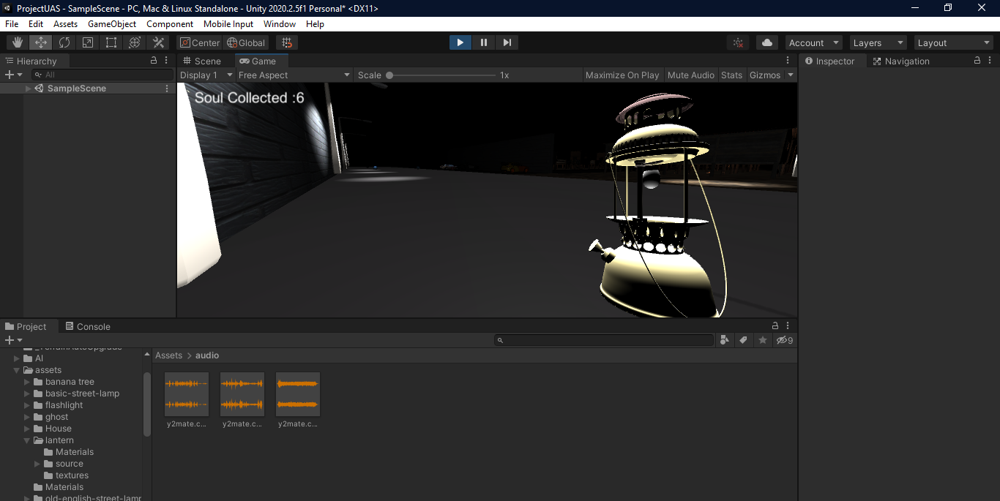 ProjectUAS - SampleScene - PC, Mac & Linux Standalone - Unity 2020.2.5f1 Personal* <DX11>
File Edit Assets GameObject Component Mobile Input Window Help
Center Global Account Layers Layout
Hierarchy
All
SampleScene
Scene Game
Display 1 Free Aspect Scale 1x Maximize On Play Mute Audio Stats Gizmos
Soul Collected :6
Inspector Navigation
Project Console
9
_TerrainAutoUpgrade
AI
assets
banana tree
basic-street-lamp
flashlight
ghost
House
lantern
Materials
source
textures
Materials
old-english-street-lamp
Assets > audio
y2mate.c... y2mate.c... y2mate.c...